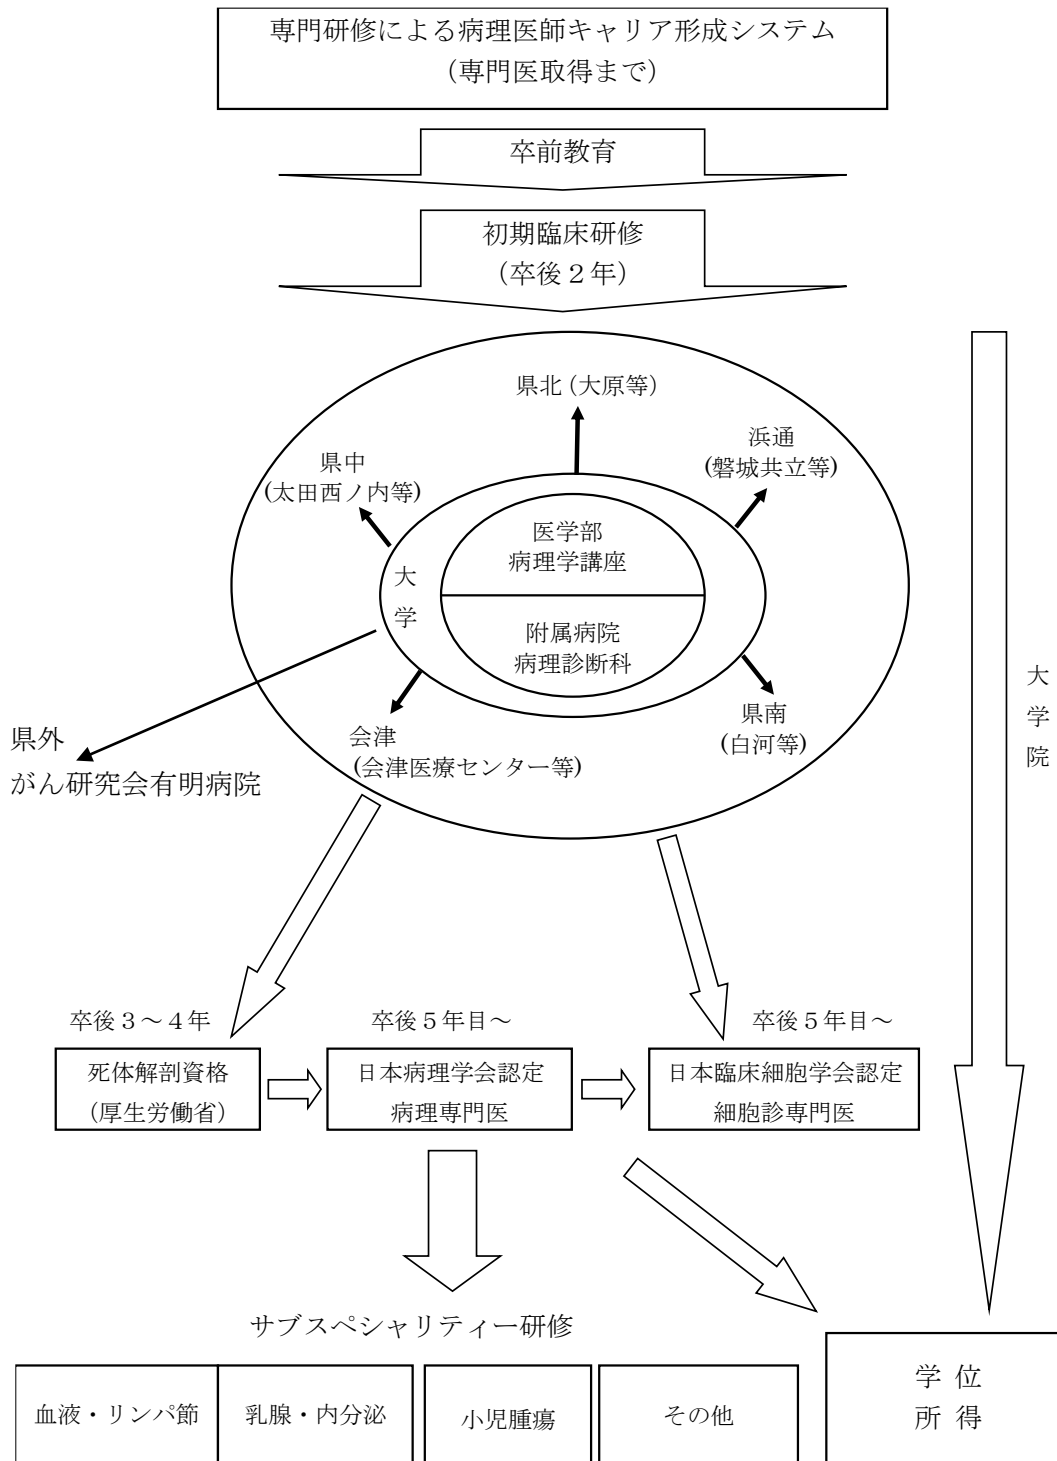 専門研修による病理医師キャリア形成システム
（専門医取得まで）
卒前教育
初期臨床研修
（卒後２年）
県北（大原等）
浜通
(磐城共立等)
県中
(太田西ノ内等)
医学部
病理学講座
大
学
附属病院
病理診断科
県南
(白河等)
会津
(会津医療センター等)
県外
がん研究会有明病院
大
学
院
卒後３～４年
卒後５年目～
卒後５年目～
死体解剖資格
（厚生労働省）
日本病理学会認定
病理専門医
日本臨床細胞学会認定
細胞診専門医
サブスペシャリティー研修
血液・リンパ節
乳腺・内分泌
小児腫瘍
その他
学 位
所 得